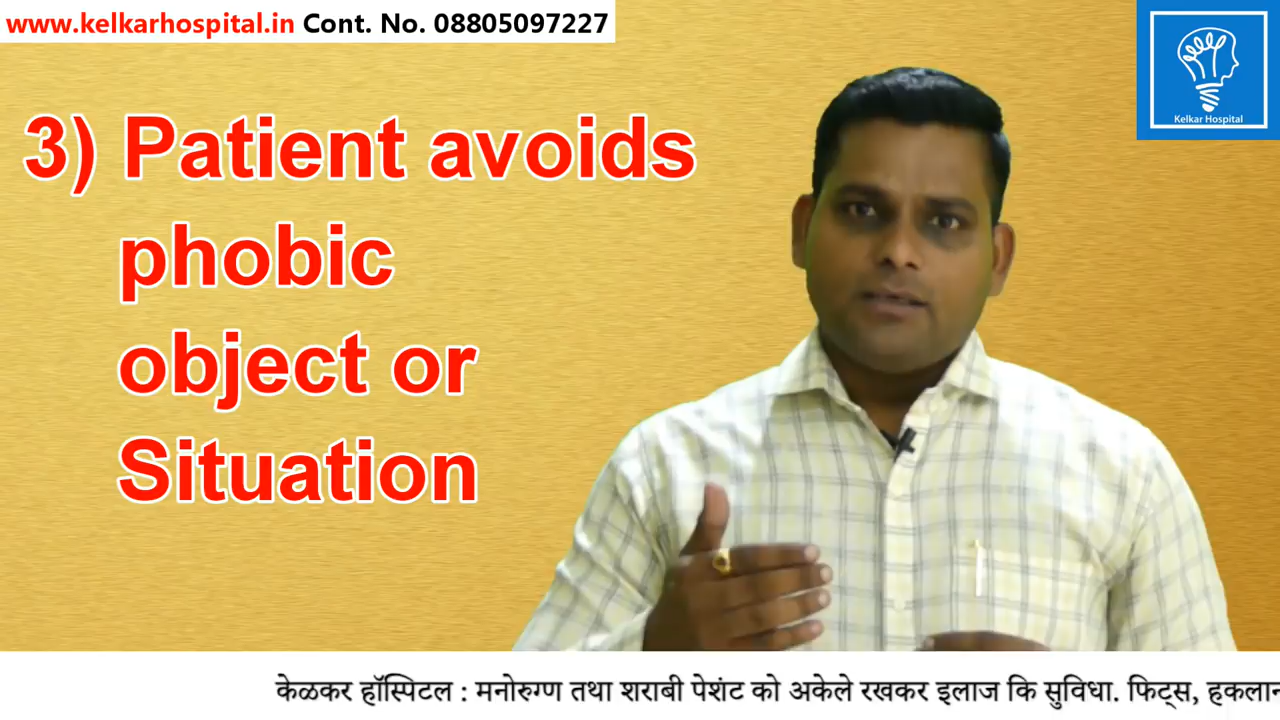 www.kelkarhospital.in Cont. No. 08805097227
Kelkar Hospital
3) Patient avoids
phobic
object or
Situation
केळकर हॉस्पिटल : मनोरुग्ण तथा शराबी पेशंट को अकेले रखकर इलाज कि सुविधा. फिट्स, हकलान